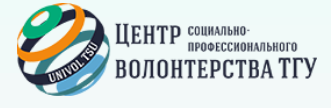 UNIVOL TSU
ЦЕНТР СОЦИАЛЬНО-
ПРОФЕССИОНАЛЬНОГО
ВОЛОНТЕРСТВА ТГУ